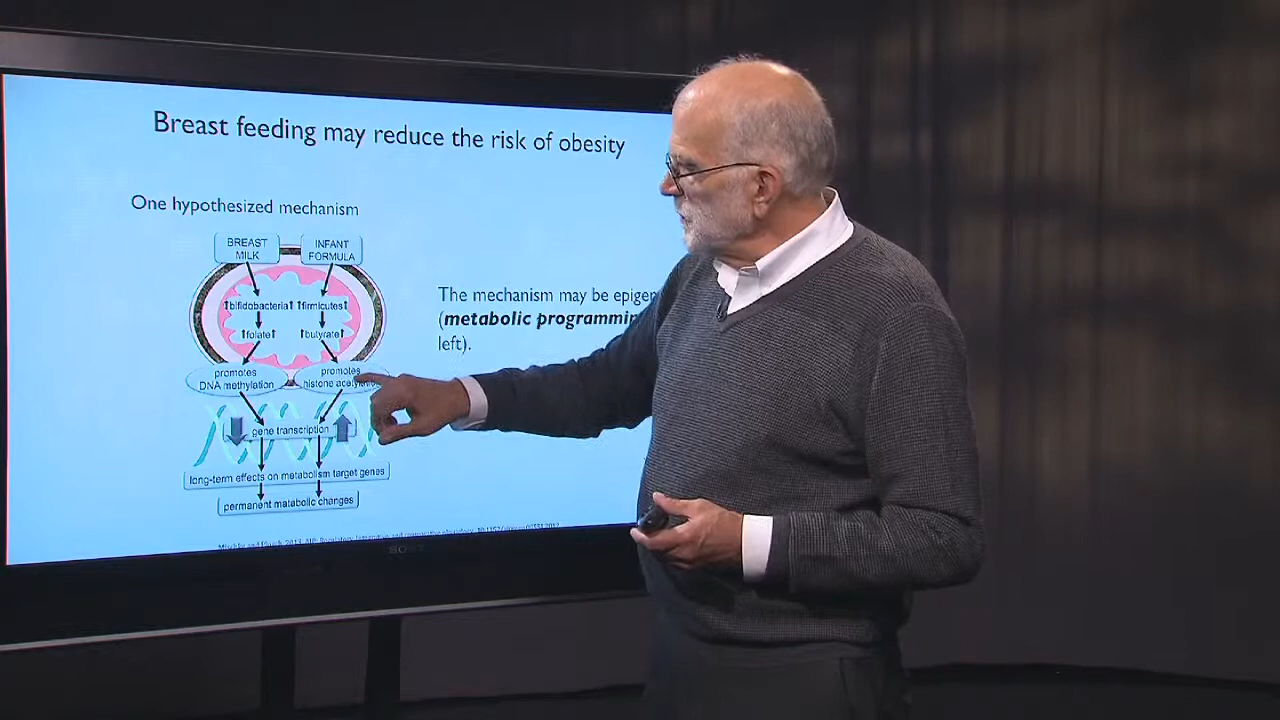 Breast feeding may reduce the risk of obesity
One hypothesized mechanism
BREAST
MILK
INFANT
FORMULA
↑bifidobacteria↑
↑firmicutes↑
↑folate↑
↑butyrate↑
promotes
DNA methylation
promotes
histone
gene transcription
long-term effects on metabolism target genes
permanent metabolic changes
The mechanism may be
(metabolic
left).
SONY